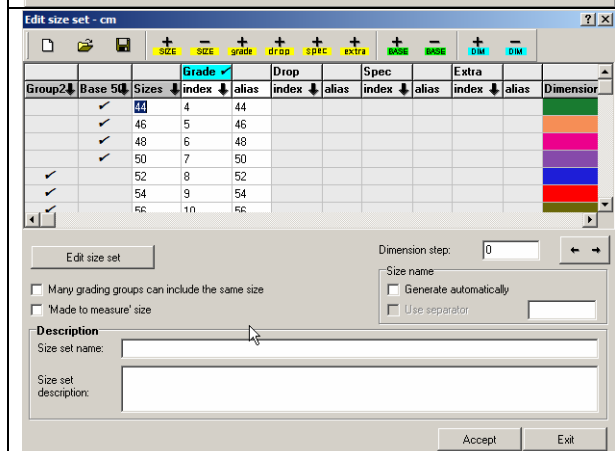 Edit size set - cm
+ SIZE - SIZE + grade + drop + spec + extra + BASE - BASE + DIM - DIM
Grade ✓ Drop Spec Extra
Group2 Base 50 Sizes index alias index alias index alias index alias Dimension
✓ 44 4 44
✓ 46 5 46
✓ 48 6 48
✓ 50 7 50
✓ 52 8 52
✓ 54 9 54
✓ 56 10 56
Edit size set
Dimension step: 0
Size name
Many grading groups can include the same size
Generate automatically
'Made to measure' size
Use separator
Description
Size set name:
Size set
description:
Accept Exit